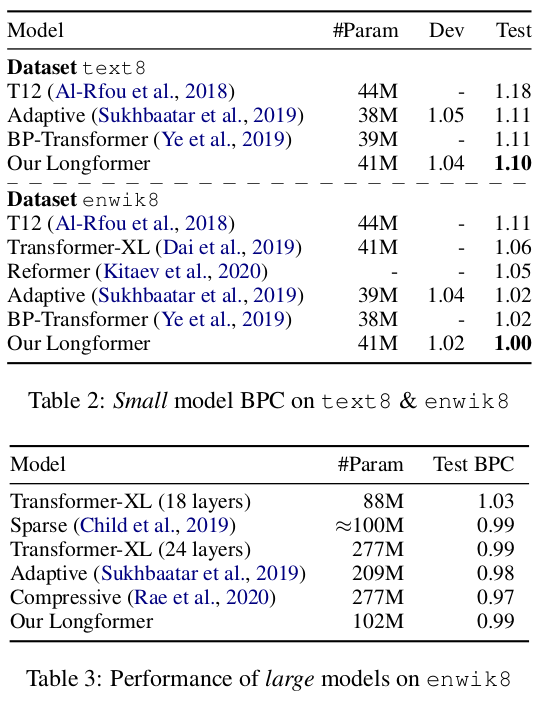 Model #Param Dev Test
Dataset text8
T12 (Al-Rfou et al., 2018) 44M - 1.18
Adaptive (Sukhbaatar et al., 2019) 38M 1.05 1.11
BP-Transformer (Ye et al., 2019) 39M - 1.11
Our Longformer 41M 1.04 1.10
Dataset enwik8
T12 (Al-Rfou et al., 2018) 44M - 1.11
Transformer-XL (Dai et al., 2019) 41M - 1.06
Reformer (Kitaev et al., 2020) - - 1.05
Adaptive (Sukhbaatar et al., 2019) 39M 1.04 1.02
BP-Transformer (Ye et al., 2019) 38M - 1.02
Our Longformer 41M 1.02 1.00
Table 2: Small model BPC on text8 & enwik8
Model #Param Test BPC
Transformer-XL (18 layers) 88M 1.03
Sparse (Child et al., 2019) ≈100M 0.99
Transformer-XL (24 layers) 277M 0.99
Adaptive (Sukhbaatar et al., 2019) 209M 0.98
Compressive (Rae et al., 2020) 277M 0.97
Our Longformer 102M 0.99
Table 3: Performance of large models on enwik8